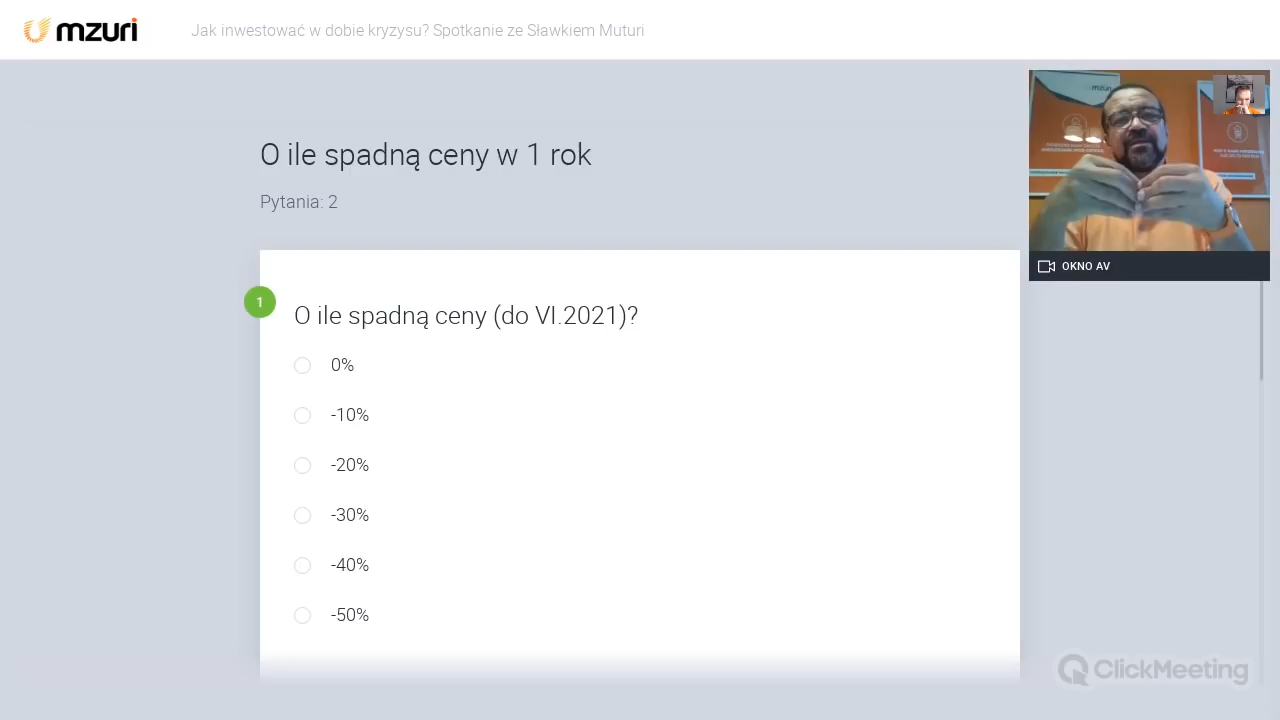 mzuri
Jak inwestować w dobie kryzysu? Spotkanie ze Sławkiem Muturi
O ile spadną ceny w 1 rok
Pytania: 2
1
O ile spadną ceny (do VI.2021)?
0%
-10%
-20%
-30%
-40%
-50%
mzuri
OKNO AV
ClickMeeting